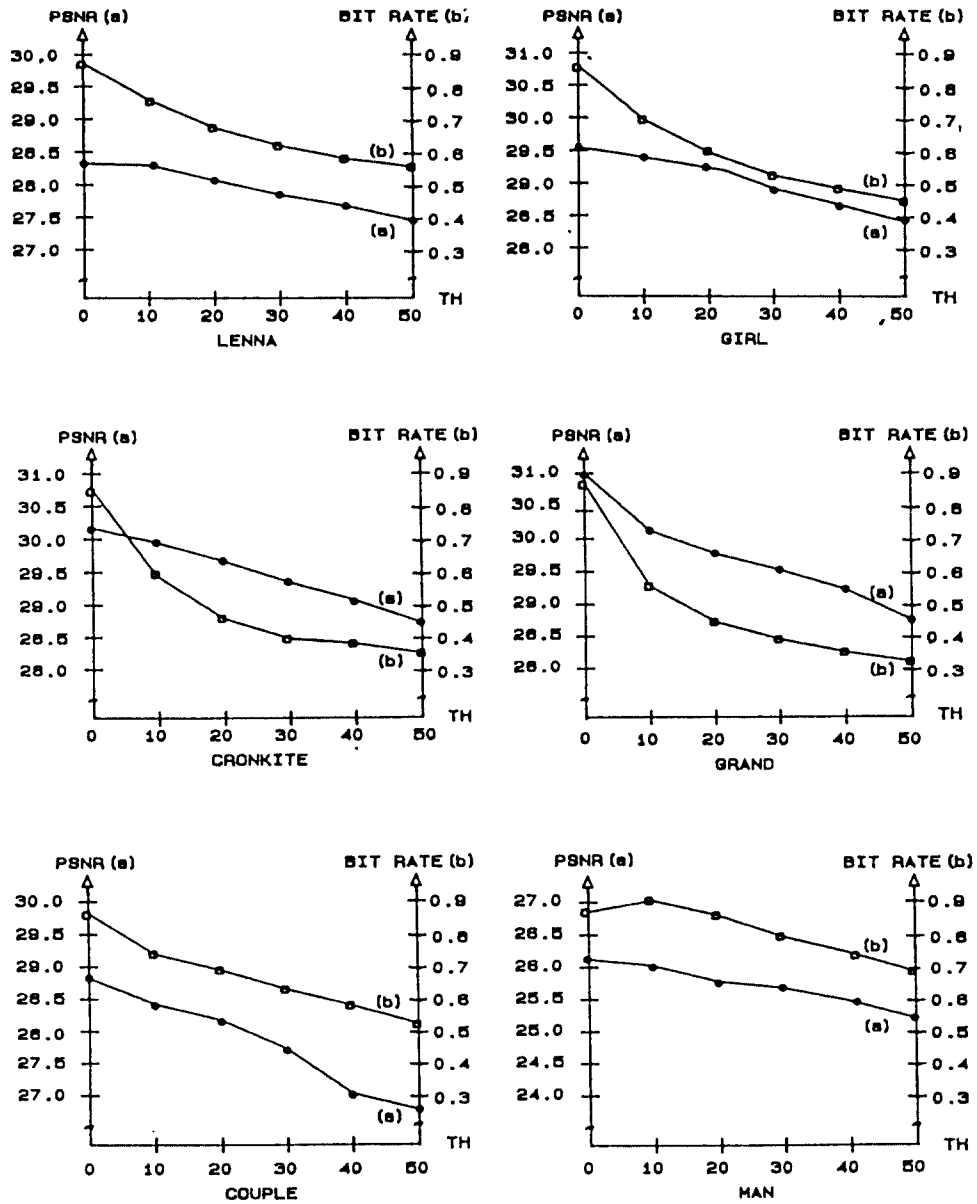 PSNR (a) BIT RATE (b)
30.0 0.9
29.5 0.8
29.0 0.7
28.5 (b) 0.6
28.0 0.5
27.5 (a) 0.4
27.0 0.3
TH
0 10 20 30 40 50
LENNA
PSNR (a) BIT RATE (b)
31.0 0.9
30.5 0.8
30.0 0.7
29.5 0.6
29.0 (b) 0.5
28.5 (a) 0.4
28.0 0.3
TH
0 10 20 30 40 50
GIRL
PSNR (a) BIT RATE (b)
31.0 0.9
30.5 0.8
30.0 0.7
29.5 0.6
29.0 (a) 0.5
28.5 (b) 0.4
28.0 0.3
TH
0 10 20 30 40 50
CRONKITE
PSNR (a) BIT RATE (b)
31.0 0.9
30.5 0.8
30.0 0.7
29.5 0.6
29.0 (a) 0.5
28.5 0.4
28.0 (b) 0.3
TH
0 10 20 30 40 50
GRAND
PSNR (a) BIT RATE (b)
30.0 0.9
29.5 0.8
29.0 0.7
28.5 (b) 0.6
28.0 0.5
27.5 0.4
27.0 0.3
(a)
TH
0 10 20 30 40 50
COUPLE
PSNR (a) BIT RATE (b)
27.0 0.9
26.5 (b) 0.8
26.0 0.7
25.5 0.6
25.0 (a) 0.5
24.5 0.4
24.0 0.3
TH
0 10 20 30 40 50
MAN